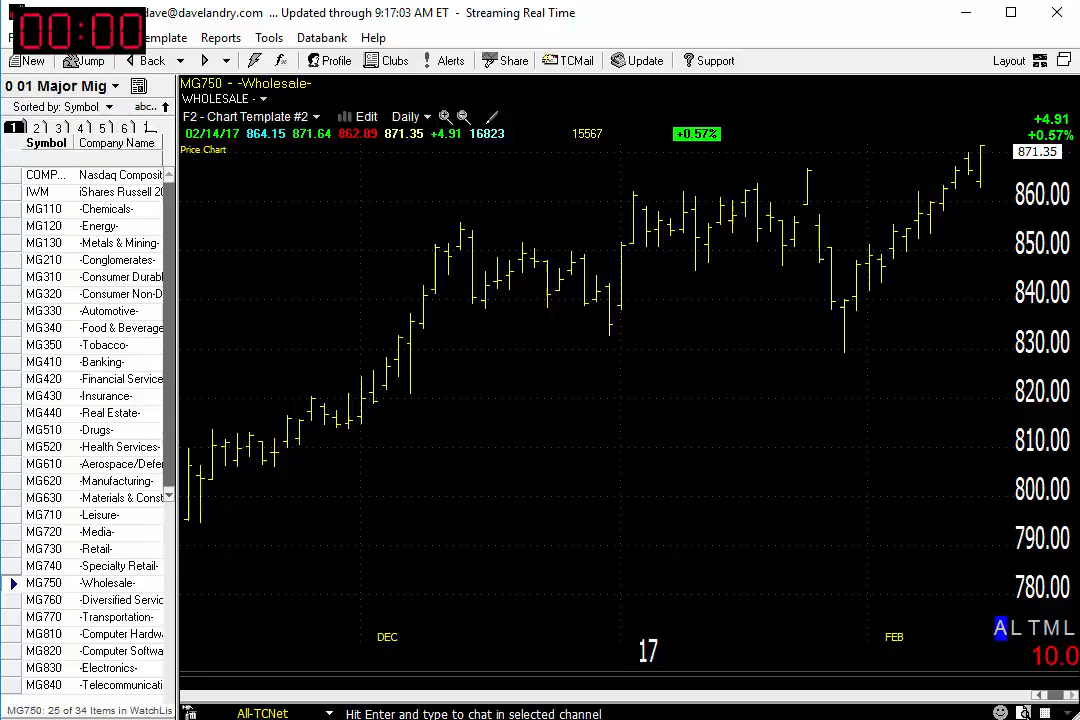 dave@davelandry.com ... Updated through 9:17:03 AM ET - Streaming Real Time
00:00
Reports Tools Databank Help
New Jump Back Profile Clubs Alerts Share TCMail Update Support Layout
0 01 Major Mig
Sorted by: Symbol abc..
1 2 3 4 5 6
Symbol Company Name
COMP... Nasdaq Composit
IWM iShares Russell 20
MG110 -Chemicals-
MG120 -Energy-
MG130 -Metals & Mining-
MG210 -Conglomerates-
MG310 -Consumer Durab
MG320 -Consumer Non-D
MG330 -Automotive-
MG340 -Food & Beverage
MG350 -Tobacco-
MG410 -Banking-
MG420 -Financial Service
MG430 -Insurance-
MG440 -Real Estate-
MG510 -Drugs-
MG520 -Health Services-
MG610 -Aerospace/Defe
MG620 -Manufacturing-
MG630 -Materials & Const
MG710 -Leisure-
MG720 -Media-
MG730 -Retail-
MG740 -Specialty Retail-
MG750 -Wholesale-
MG760 -Diversified Servic
MG770 -Transportation-
MG810 -Computer Hardw
MG820 -Computer Softwa
MG830 -Electronics-
MG840 -Telecommunicati
MG750: 25 of 34 Items in WatchLis
MG750 - -Wholesale-
WHOLESALE -
F2 - Chart Template #2 Edit Daily
02/14/17 864.15 871.64 862.89 871.35 +4.91 16823 15567 +0.57%
Price Chart
+4.91
+0.57%
871.35
860.00
850.00
840.00
830.00
820.00
810.00
800.00
790.00
780.00
DEC 17 FEB
A L T M L
10.0
All-TCNet Hit Enter and type to chat in selected channel